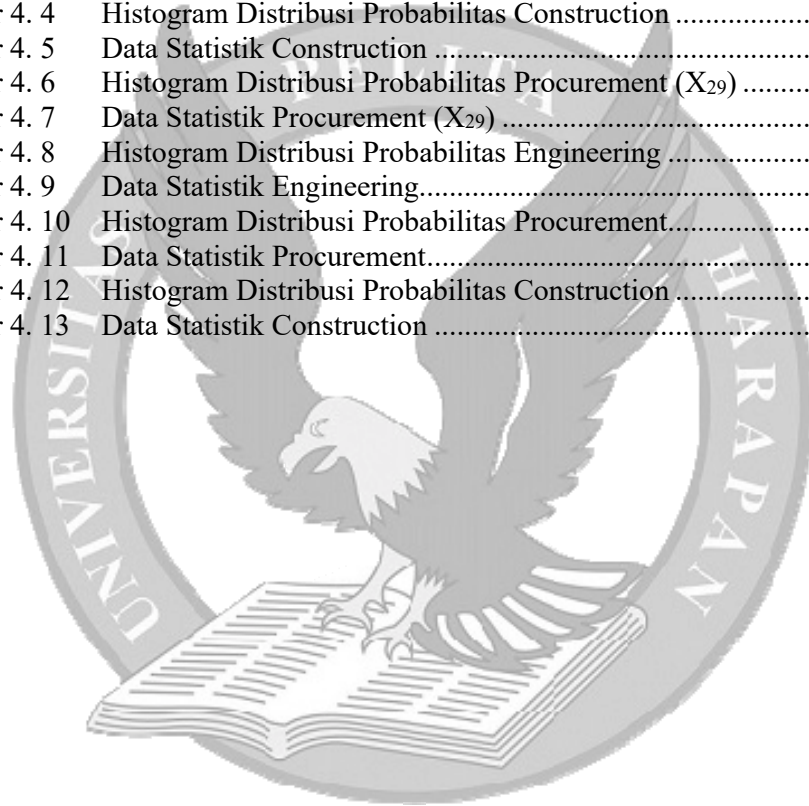 r 4. 4 Histogram Distribusi Probabilitas Construction ..................
r 4. 5 Data Statistik Construction ..................................................
r 4. 6 Histogram Distribusi Probabilitas Procurement (X29) .........
r 4. 7 Data Statistik Procurement (X29) .........................................
r 4. 8 Histogram Distribusi Probabilitas Engineering ...................
r 4. 9 Data Statistik Engineering....................................................
r 4. 10 Histogram Distribusi Probabilitas Procurement...................
r 4. 11 Data Statistik Procurement...................................................
r 4. 12 Histogram Distribusi Probabilitas Construction ..................
r 4. 13 Data Statistik Construction ..................................................
UNIVERSITAS PELITA HARAPAN